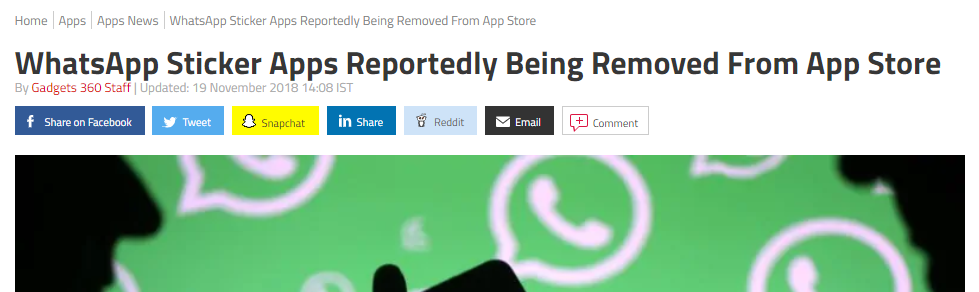 Home | Apps | Apps News | WhatsApp Sticker Apps Reportedly Being Removed From App Store
WhatsApp Sticker Apps Reportedly Being Removed From App Store
By Gadgets 360 Staff | Updated: 19 November 2018 14:08 IST
Share on Facebook Tweet Snapchat Share Reddit Email Comment